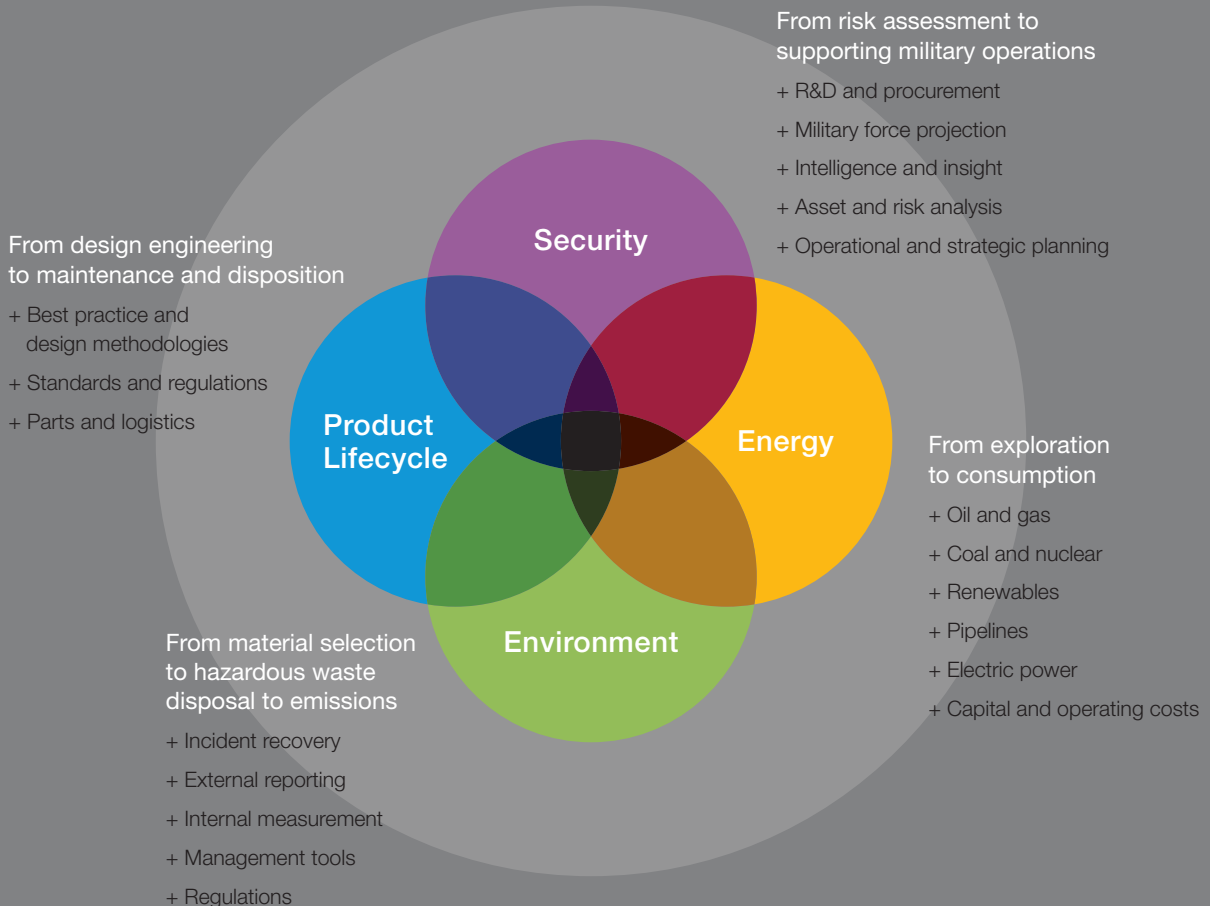 From risk assessment to
supporting military operations
+ R&D and procurement
+ Military force projection
+ Intelligence and insight
+ Asset and risk analysis
+ Operational and strategic planning
Security
From design engineering
to maintenance and disposition
+ Best practice and
design methodologies
+ Standards and regulations
+ Parts and logistics
Product
Lifecycle
Energy
From exploration
to consumption
+ Oil and gas
+ Coal and nuclear
+ Renewables
+ Pipelines
+ Electric power
+ Capital and operating costs
Environment
From material selection
to hazardous waste
disposal to emissions
+ Incident recovery
+ External reporting
+ Internal measurement
+ Management tools
+ Regulations